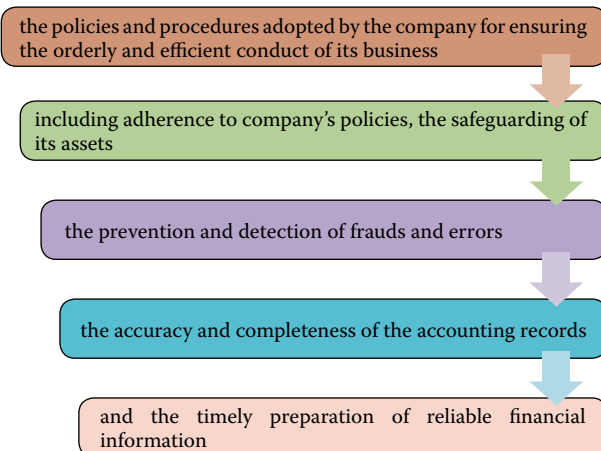 the policies and procedures adopted by the company for ensuring
the orderly and efficient conduct of its business
including adherence to company's policies, the safeguarding of
its assets
the prevention and detection of frauds and errors
the accuracy and completeness of the accounting records
and the timely preparation of reliable financial
information